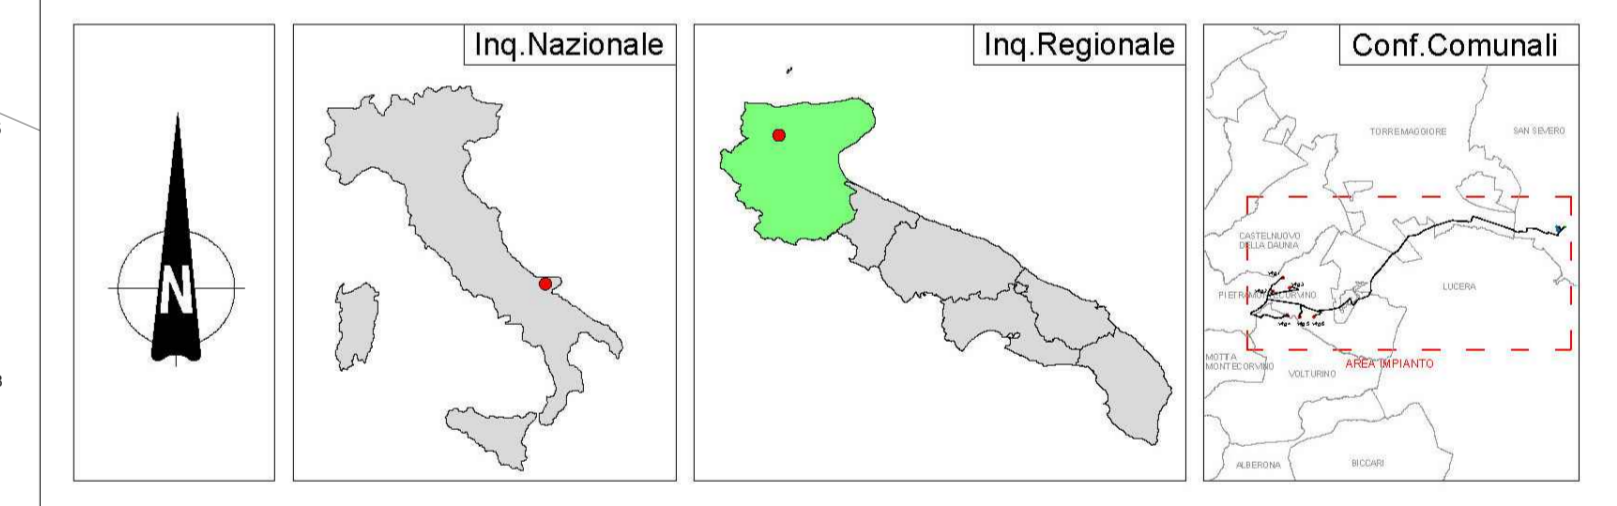 N
Inq.Nazionale
Inq.Regionale
Conf.Comunali
TORREMAGGIORE
SAN SEVERO
CASTELNUOVO
DELLA DAUNIA
LUCERA
MOTTA
MONTECORVINO
AREA IMPIANTO
VOLTURINO
ALBERONA
BICCARI